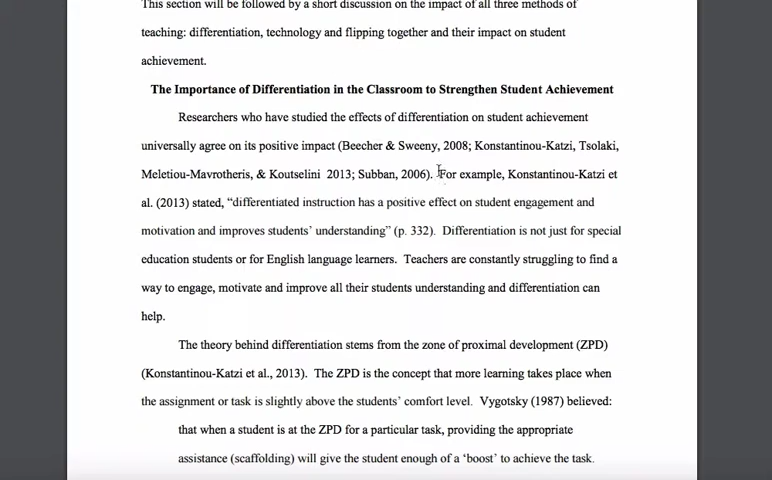 This section will be followed by a short discussion on the impact of all three methods of
teaching: differentiation, technology and flipping together and their impact on student
achievement.
The Importance of Differentiation in the Classroom to Strengthen Student Achievement
Researchers who have studied the effects of differentiation on student achievement
universally agree on its positive impact (Beecher & Sweeny, 2008; Konstantinou-Katzi, Tsolaki,
Meletiou-Mavrotheris, & Koutselini 2013; Subban, 2006). For example, Konstantinou-Katzi et
al. (2013) stated, “differentiated instruction has a positive effect on student engagement and
motivation and improves students’ understanding” (p. 332). Differentiation is not just for special
education students or for English language learners. Teachers are constantly struggling to find a
way to engage, motivate and improve all their students understanding and differentiation can
help.
The theory behind differentiation stems from the zone of proximal development (ZPD)
(Konstantinou-Katzi et al., 2013). The ZPD is the concept that more learning takes place when
the assignment or task is slightly above the students’ comfort level. Vygotsky (1987) believed:
that when a student is at the ZPD for a particular task, providing the appropriate
assistance (scaffolding) will give the student enough of a ‘boost’ to achieve the task.